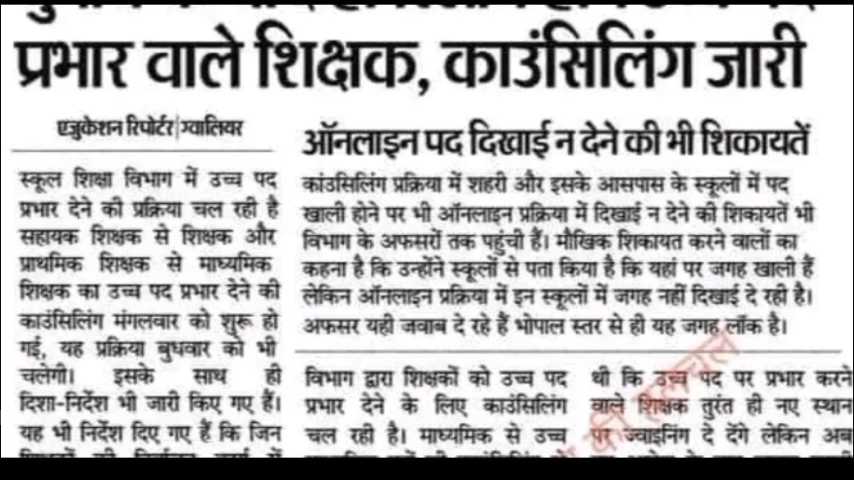 प्रभार वाले शिक्षक, काउंसिलिंग जारी
एजुकेशन रिपोर्टर|ग्वालियर
स्कूल शिक्षा विभाग में उच्च पद
प्रभार देने की प्रक्रिया चल रही है
सहायक शिक्षक से शिक्षक और
प्राथमिक शिक्षक से माध्यमिक
शिक्षक का उच्च पद प्रभार देने की
काउंसिलिंग मंगलवार को शुरू हो
गई, यह प्रक्रिया बुधवार को भी
चलेगी। इसके साथ ही
दिशा-निर्देश भी जारी किए गए हैं।
यह भी निर्देश दिए गए हैं कि जिन
ऑनलाइन पद दिखाई न देने की भी शिकायतें
कांउसिलिंग प्रक्रिया में शहरी और इसके आसपास के स्कूलों में पद
खाली होने पर भी ऑनलाइन प्रक्रिया में दिखाई न देने की शिकायतें भी
विभाग के अफसरों तक पहुंची हैं। मौखिक शिकायत करने वालों का
कहना है कि उन्होंने स्कूलों से पता किया है कि यहां पर जगह खाली हैं
लेकिन ऑनलाइन प्रक्रिया में इन स्कूलों में जगह नहीं दिखाई दे रही है।
अफसर यही जवाब दे रहे हैं भोपाल स्तर से ही यह जगह लॉक है।
विभाग द्वारा शिक्षकों को उच्च पद
प्रभार देने के लिए काउंसिलिंग
चल रही है। माध्यमिक से उच्च
थी कि उच्च पद पर प्रभार करने
वाले शिक्षक तुरंत ही नए स्थान
पर ज्वाइनिंग दे देंगे लेकिन अब